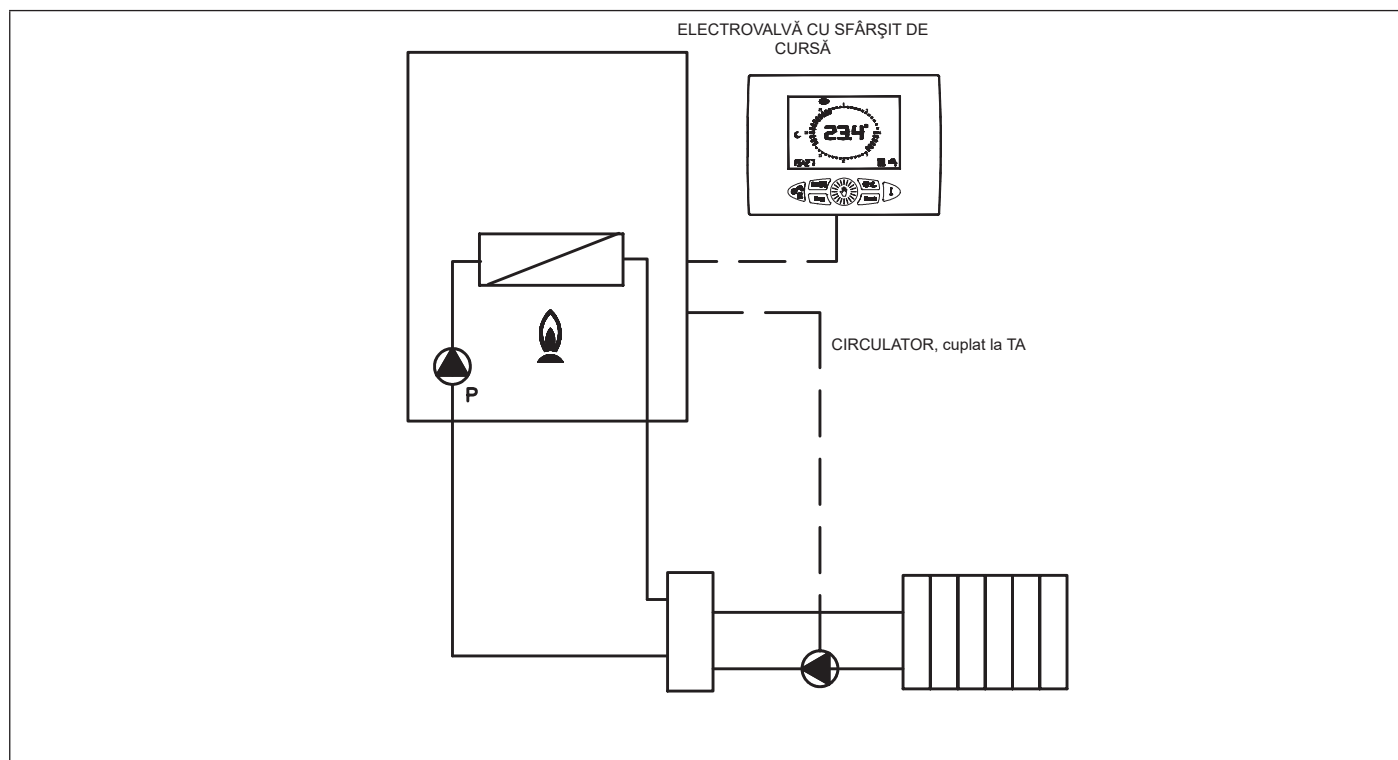 ELECTROVALVĂ CU SFÂRŞIT DE
CURSĂ
23.4°
CIRCULATOR, cuplat la TA
P